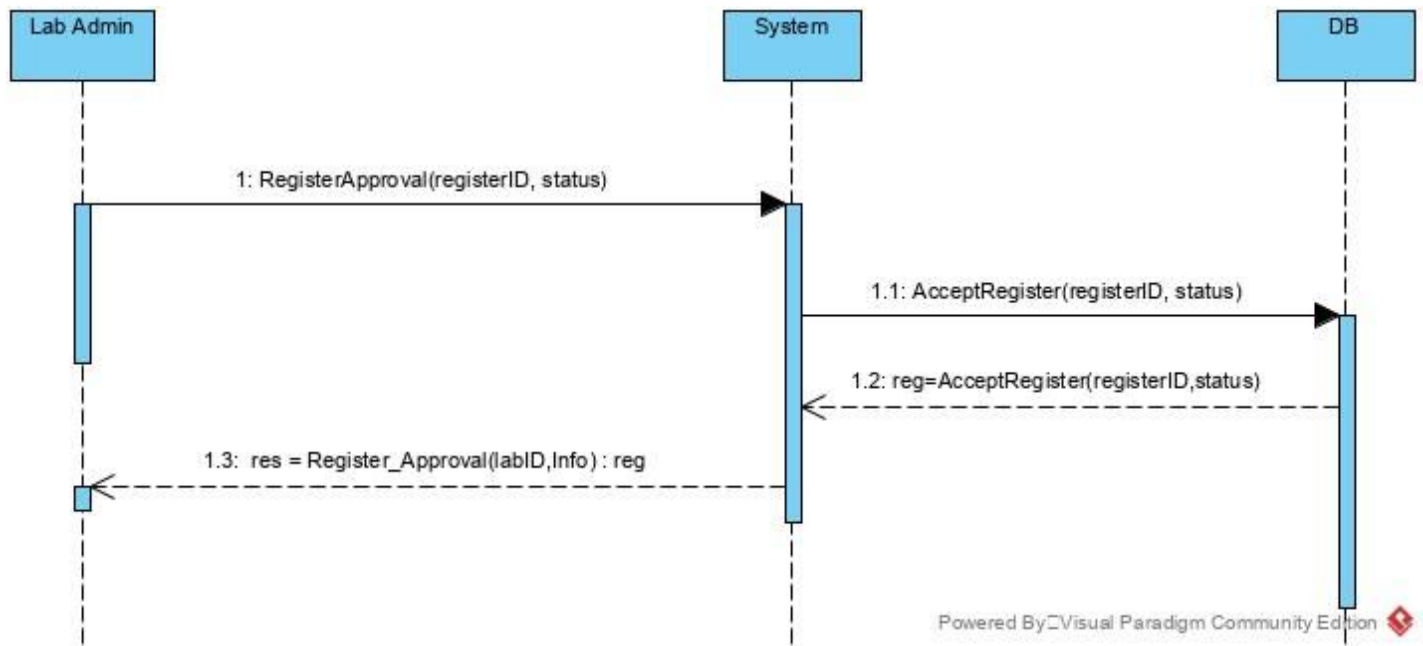 Lab Admin
System
DB
1: RegisterApproval(registerID, status)
1.1: AcceptRegister(registerID, status)
1.2: reg=AcceptRegister(registerID,status)
1.3: res = Register_Approval(labID,Info) : reg
Powered By□Visual Paradigm Community Edition